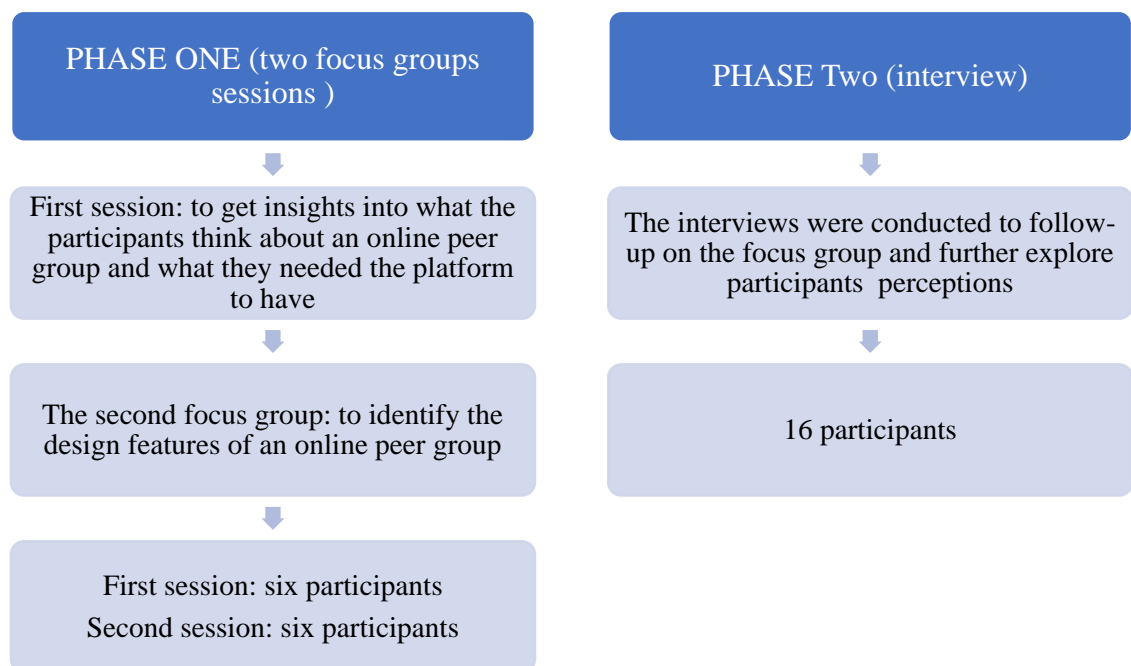 PHASE ONE (two focus groups
sessions )
First session: to get insights into what the
participants think about an online peer
group and what they needed the platform
to have
The second focus group: to identify the
design features of an online peer group
First session: six participants
Second session: six participants
PHASE Two (interview)
The interviews were conducted to follow-
up on the focus group and further explore
participants  perceptions
16 participants